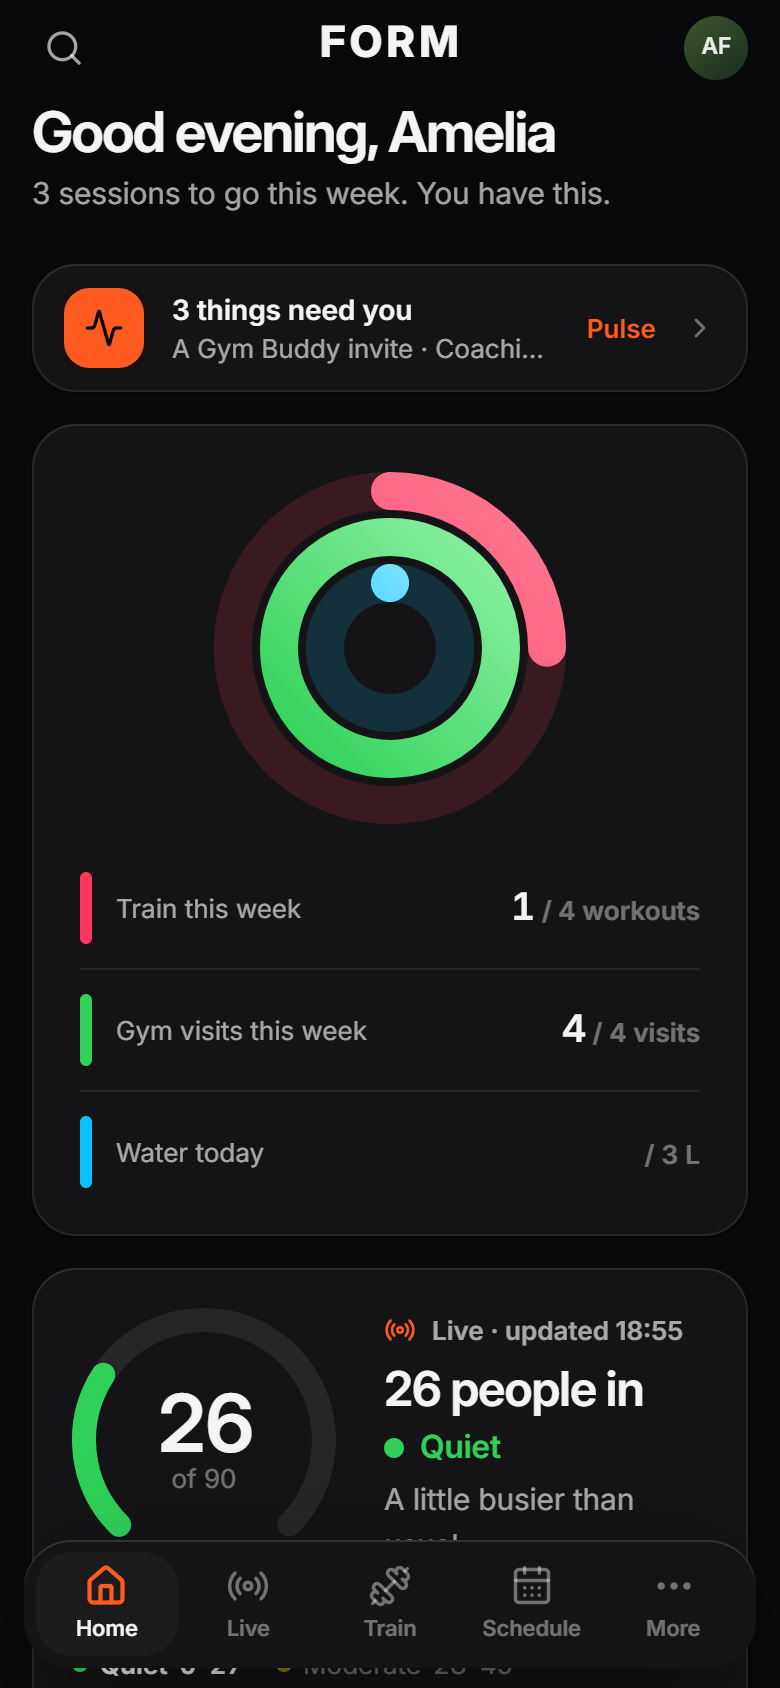 FORM
AF
Good evening, Amelia
3 sessions to go this week. You have this.
3 things need you
A Gym Buddy invite · Coachi...
Pulse
Train this week
1 / 4 workouts
Gym visits this week
4 / 4 visits
Water today
/ 3 L
26
of 90
Live · updated 18:55
26 people in
Quiet
A little busier than
Home
Live
Train
Schedule
More